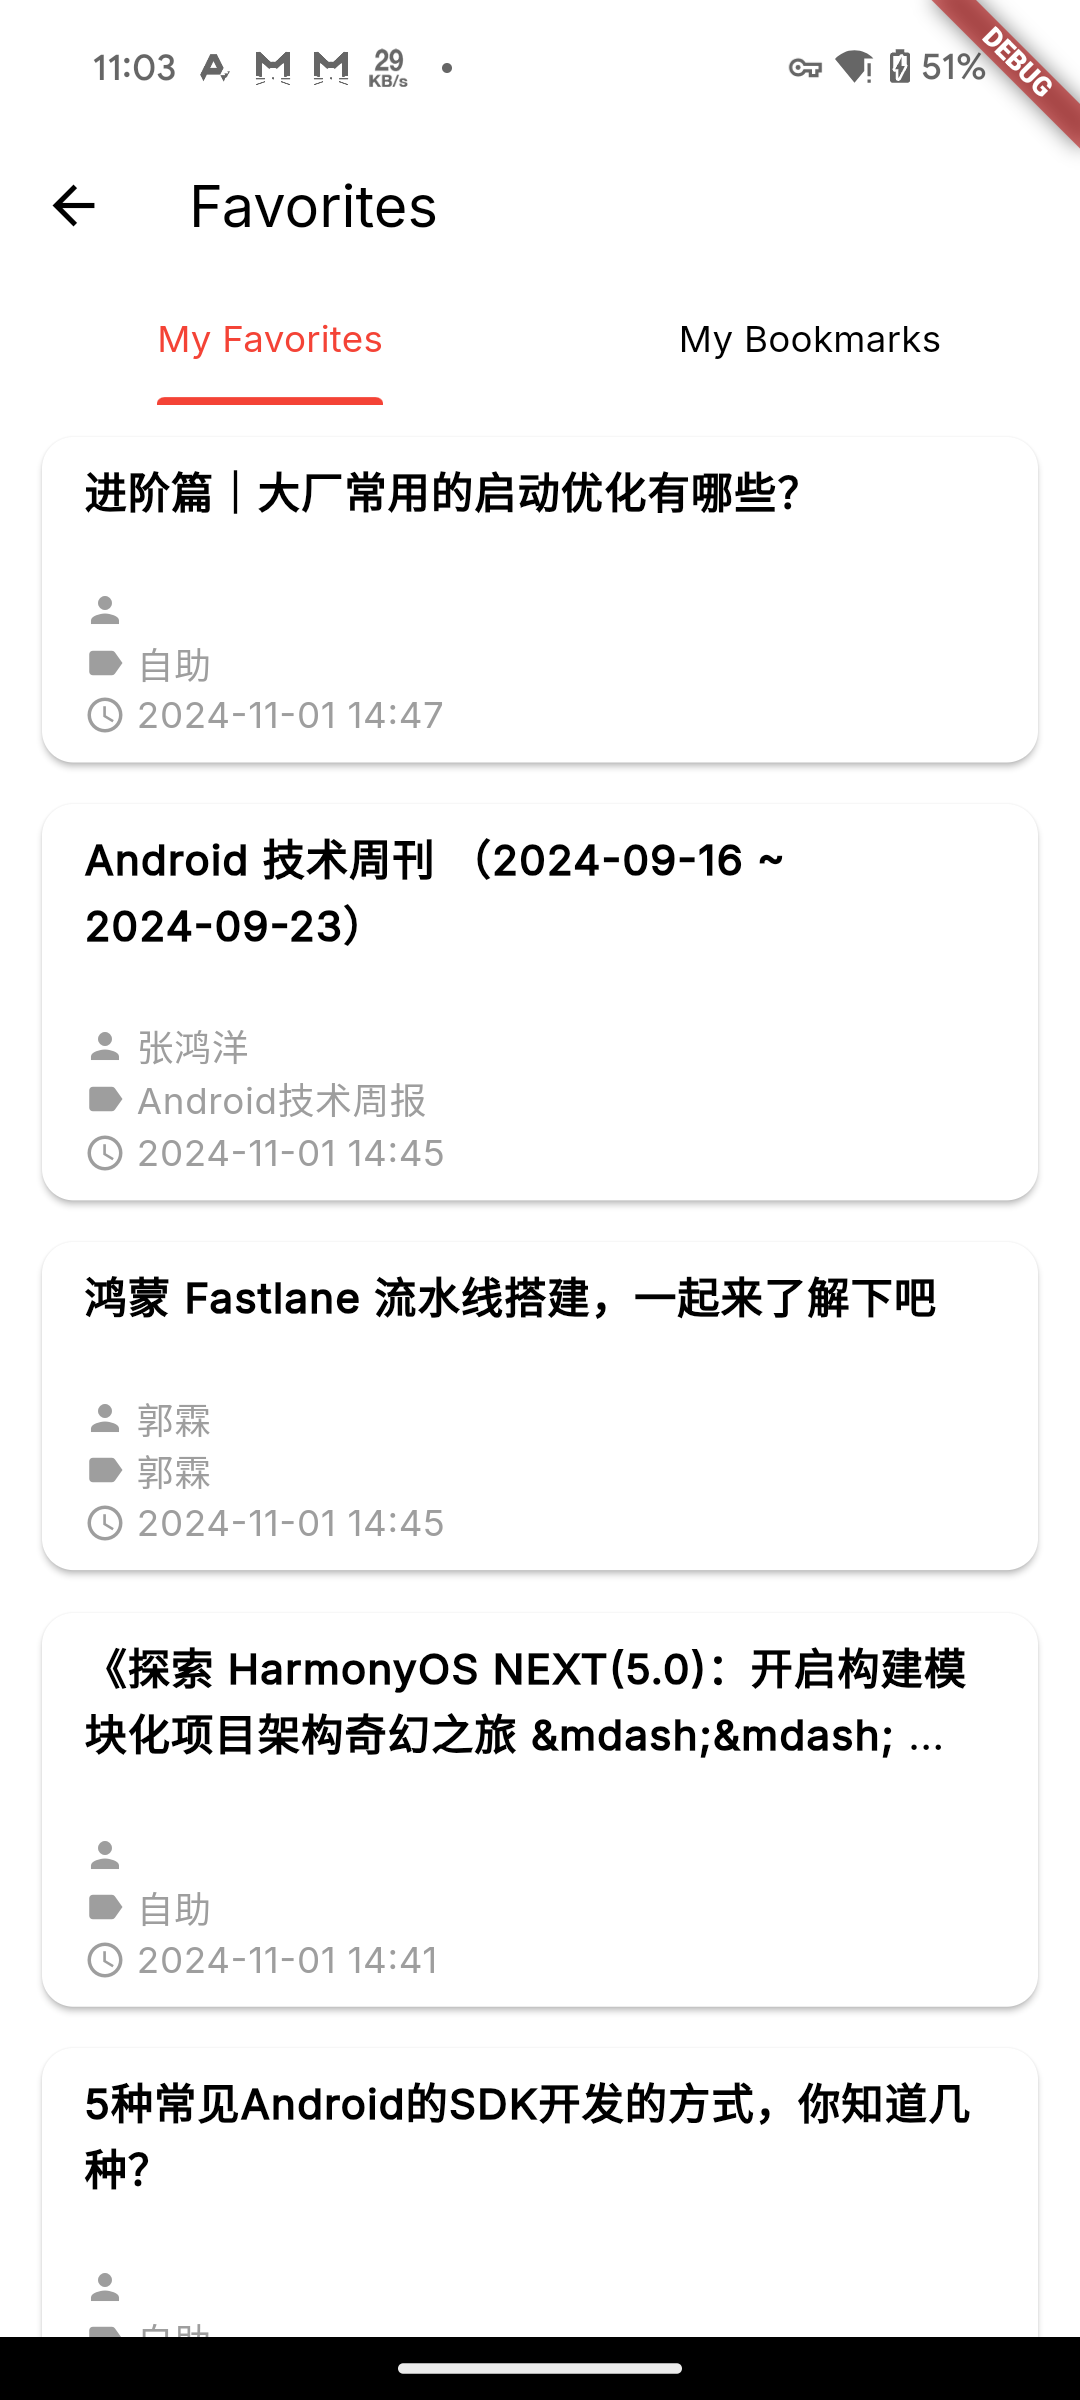 11:03
29
KB/s
51%
DEBUG
Favorites
My Favorites
My Bookmarks
进阶篇｜大厂常用的启动优化有哪些？
自助
2024-11-01 14:47
Android 技术周刊 （2024-09-16 ~
2024-09-23）
张鸿洋
Android技术周报
2024-11-01 14:45
鸿蒙 Fastlane 流水线搭建，一起来了解下吧
郭霖
郭霖
2024-11-01 14:45
《探索 HarmonyOS NEXT(5.0)：开启构建模
块化项目架构奇幻之旅 &mdash;&mdash; ...
自助
2024-11-01 14:41
5种常见Android的SDK开发的方式，你知道几
种？